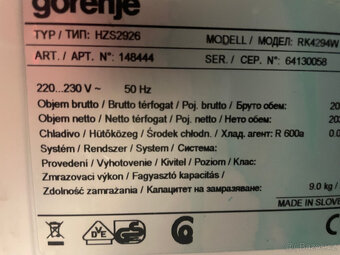 gorenje
TYP / ТИП: HZS2926 MODELL / МОДЕЛ: RK4294W
ART. / APT. N°: 148444 SER. / CEP. N°: 64130058
220...230 V ~ 50 Hz
Objem brutto / Brutto térfogat / Poj. brutto / Бруто обем:
Objem netto / Netto térfogat / Poj. netto / Нето обем:
Chladivo / Hűtőközeg / Środek chłodn. / Хлад. агент: R 600a
Systém / Rendszer / System / Система:
Provedeni / Vyhotovenie / Kivitel / Poziom / Клас:
Zmrazovací výkon / Fagyasztó kapacitás /
Zdolność zamrażania / Капацитет на замразяване: 9.0 kg
MADE IN SLOVE